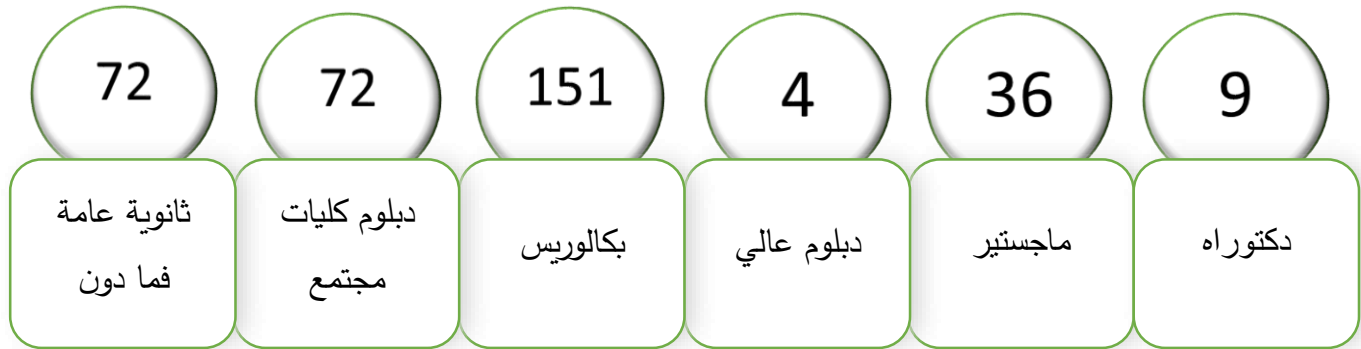 9
دكتوراه
36
ماجستير
4
دبلوم عالي
151
بكالوريس
72
دبلوم كليات
مجتمع
72
ثانوية عامة
فما دون